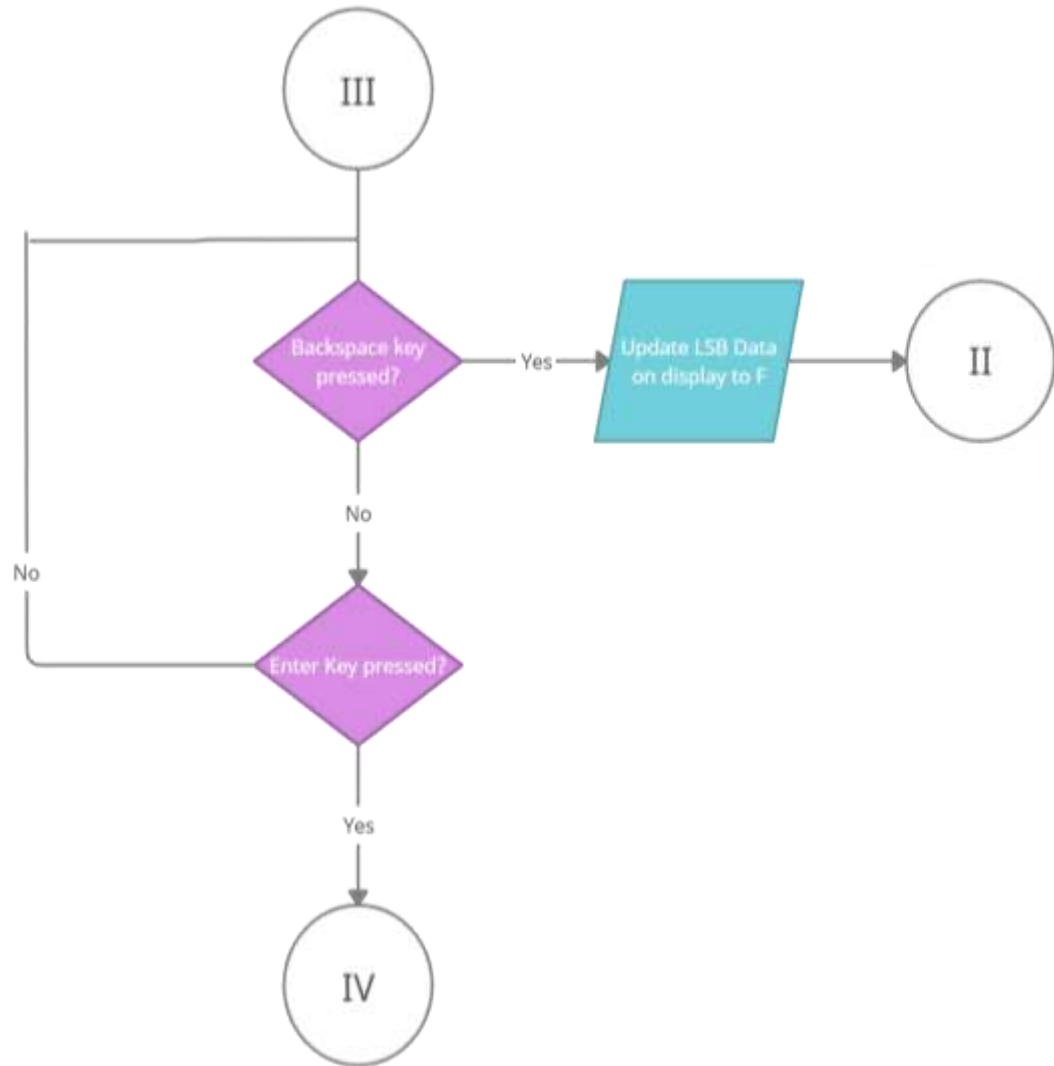 III
Backspace key
pressed?
Yes
Update LSB Data
on display to F
II
No
No
Enter Key pressed?
Yes
IV